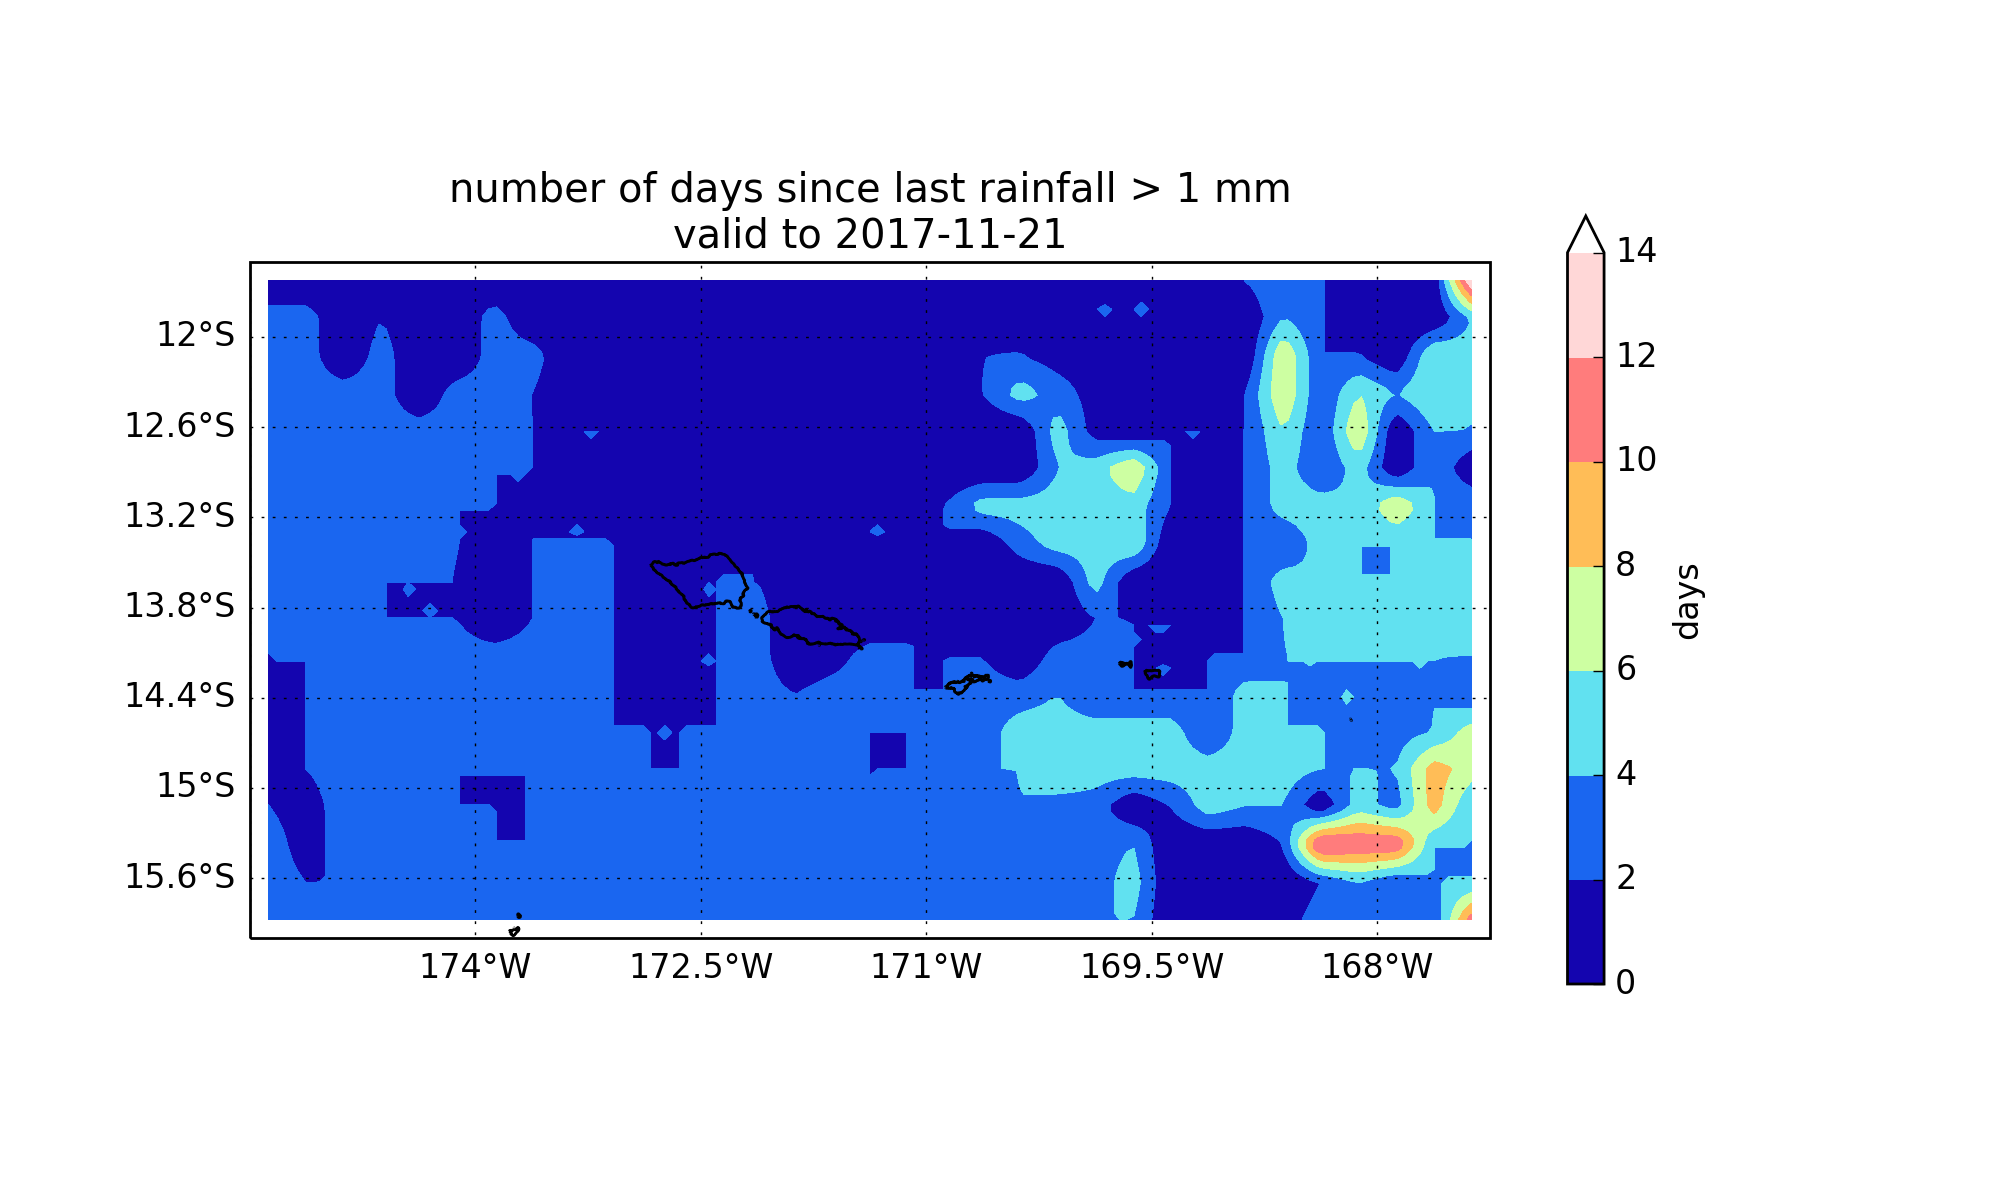 number of days since last rainfall > 1 mm
valid to 2017-11-21
12°S
12.6°S
13.2°S
13.8°S
14.4°S
15°S
15.6°S
174°W
172.5°W
171°W
169.5°W
168°W
14
12
10
8
6
4
2
0
days